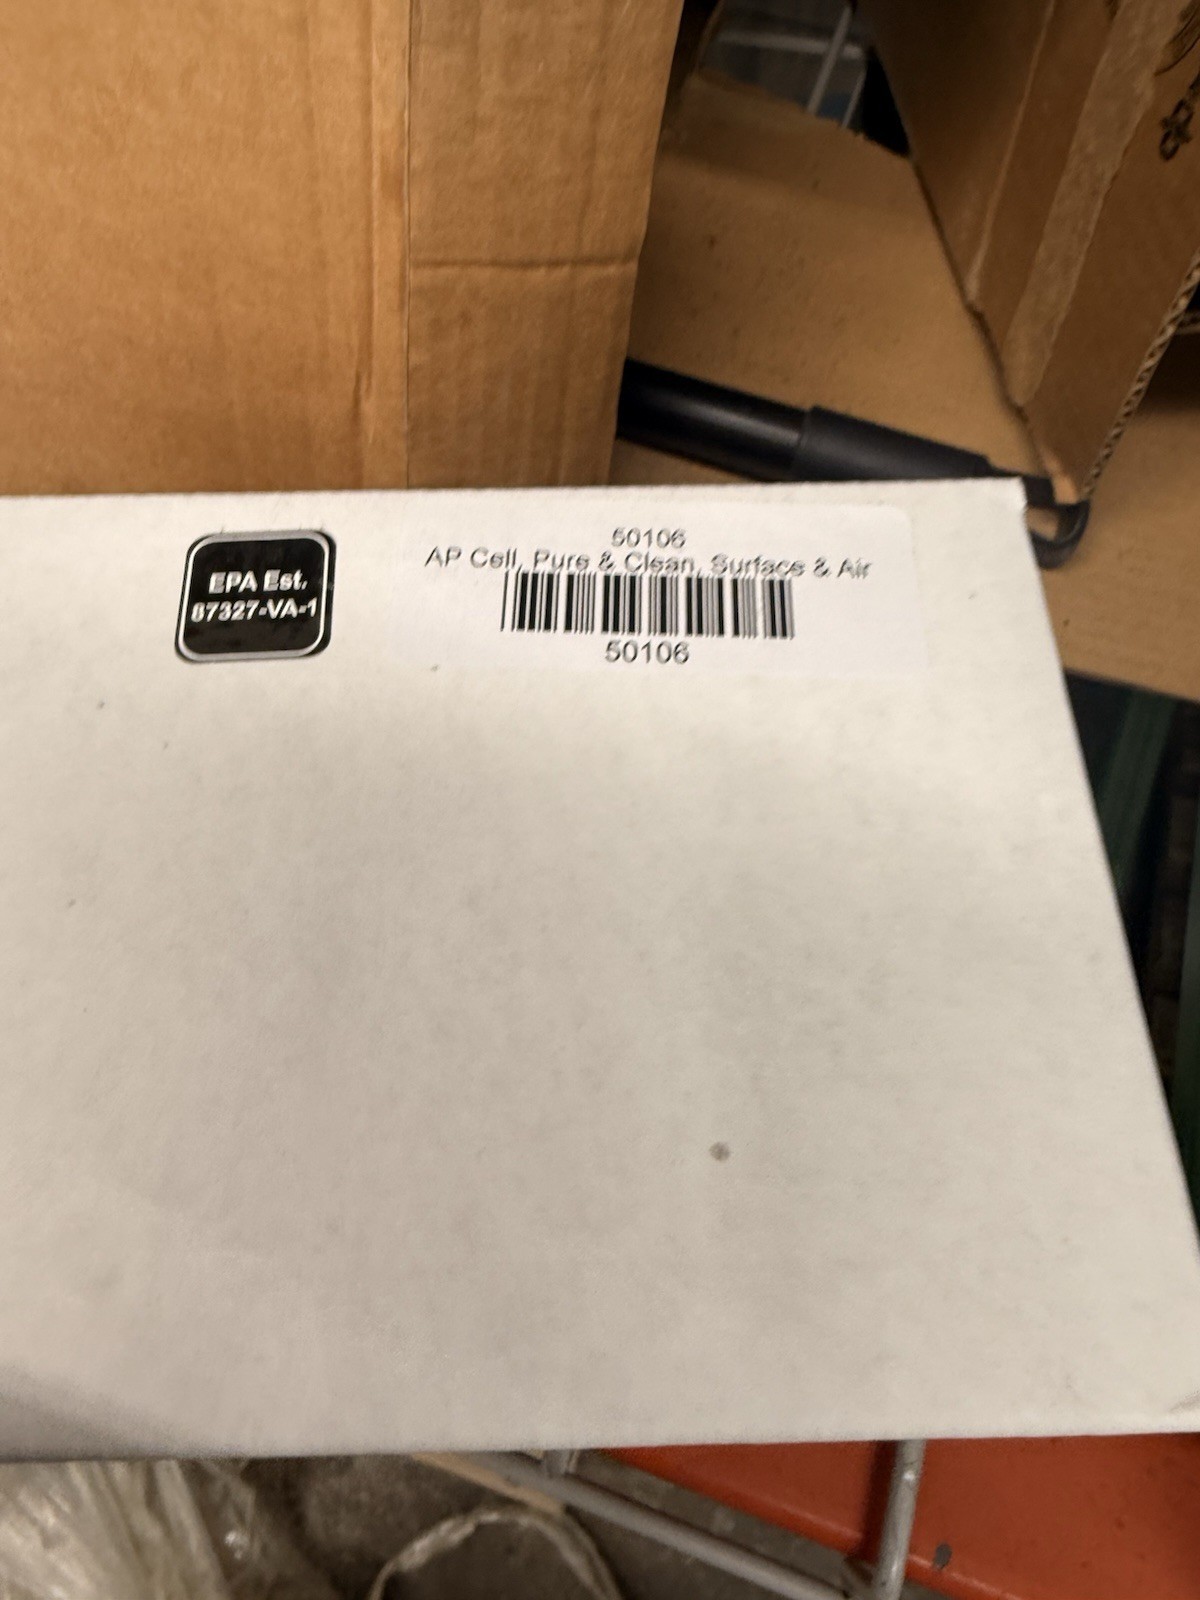 EPA Est.
87327-VA-1
50106
AP Cell, Pure & Clean, Surface & Air
50106